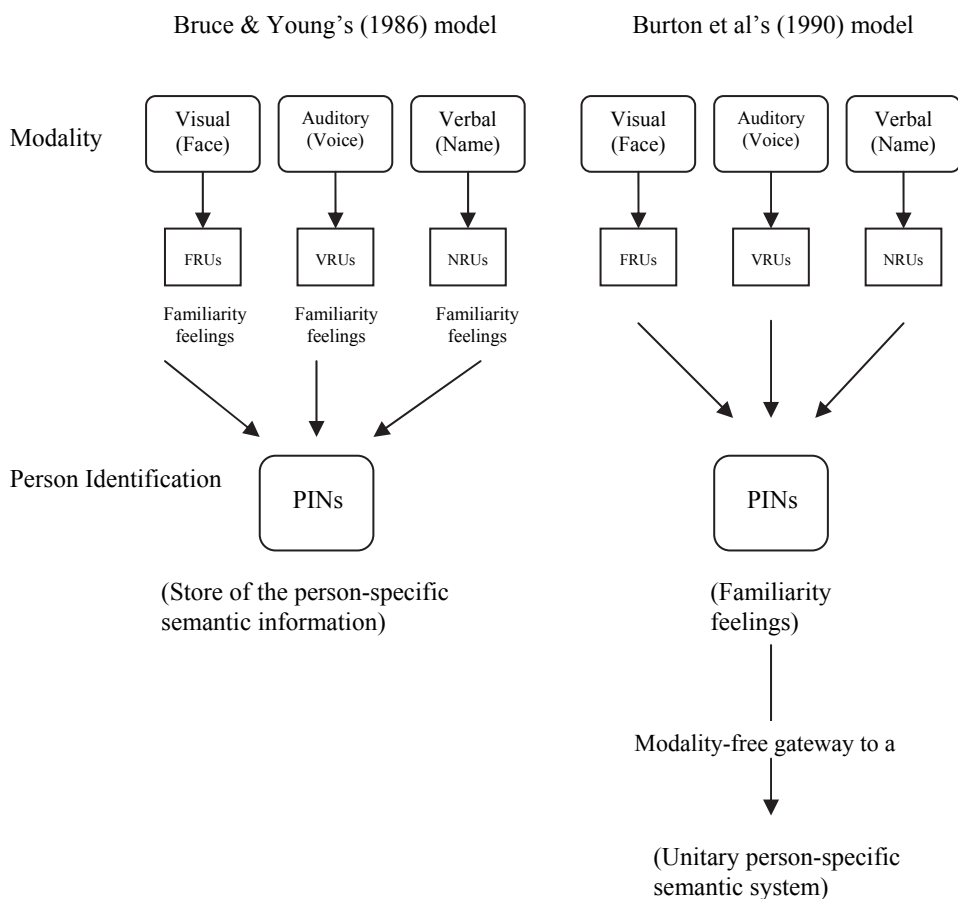 Bruce & Young's (1986) model
Burton et al's (1990) model
Modality
Visual
(Face)
Auditory
(Voice)
Verbal
(Name)
Visual
(Face)
Auditory
(Voice)
Verbal
(Name)
FRUs
VRUs
NRUs
FRUs
VRUs
NRUs
Familiarity
feelings
Familiarity
feelings
Familiarity
feelings
Person Identification
PINs
PINs
(Store of the person-specific
semantic information)
(Familiarity
feelings)
Modality-free gateway to a
(Unitary person-specific
semantic system)